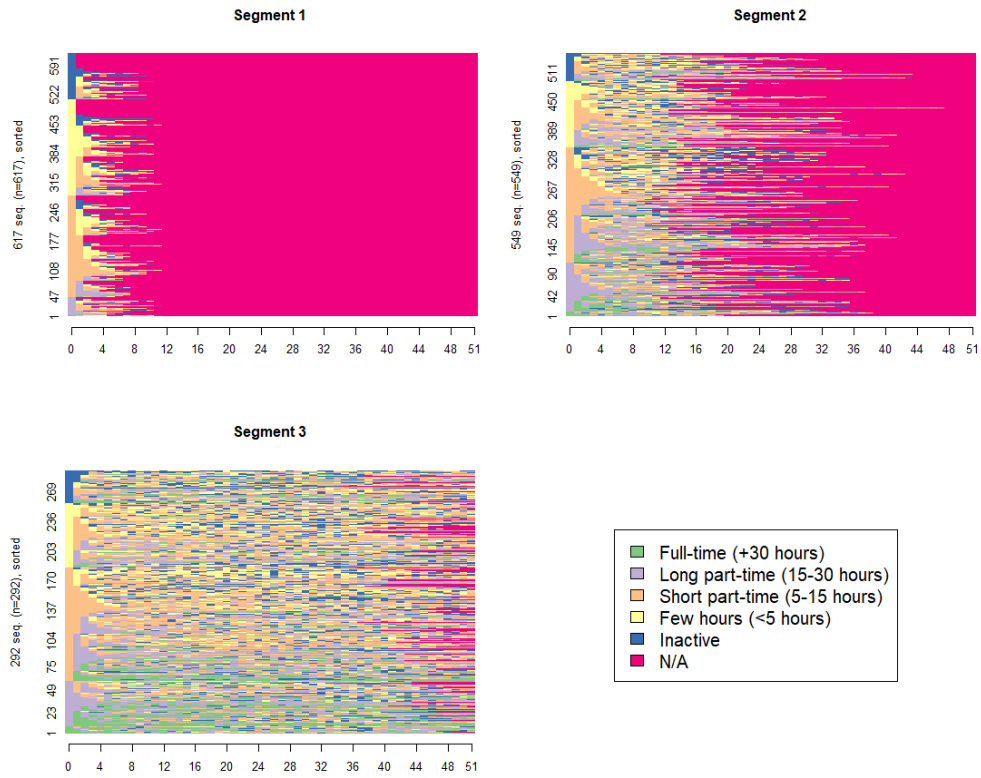 Segment 1
617 seq. (n=617), sorted
1 47 108 177 246 315 384 453 522 591
0 4 8 12 16 20 24 28 32 36 40 44 48 51
Segment 2
549 seq. (n=549), sorted
1 42 90 145 206 267 328 389 450 511
0 4 8 12 16 20 24 28 32 36 40 44 48 51
Segment 3
292 seq. (n=292), sorted
1 23 49 75 104 137 170 203 236 269
0 4 8 12 16 20 24 28 32 36 40 44 48 51
Full-time (+30 hours)
Long part-time (15-30 hours)
Short part-time (5-15 hours)
Few hours (<5 hours)
Inactive
N/A